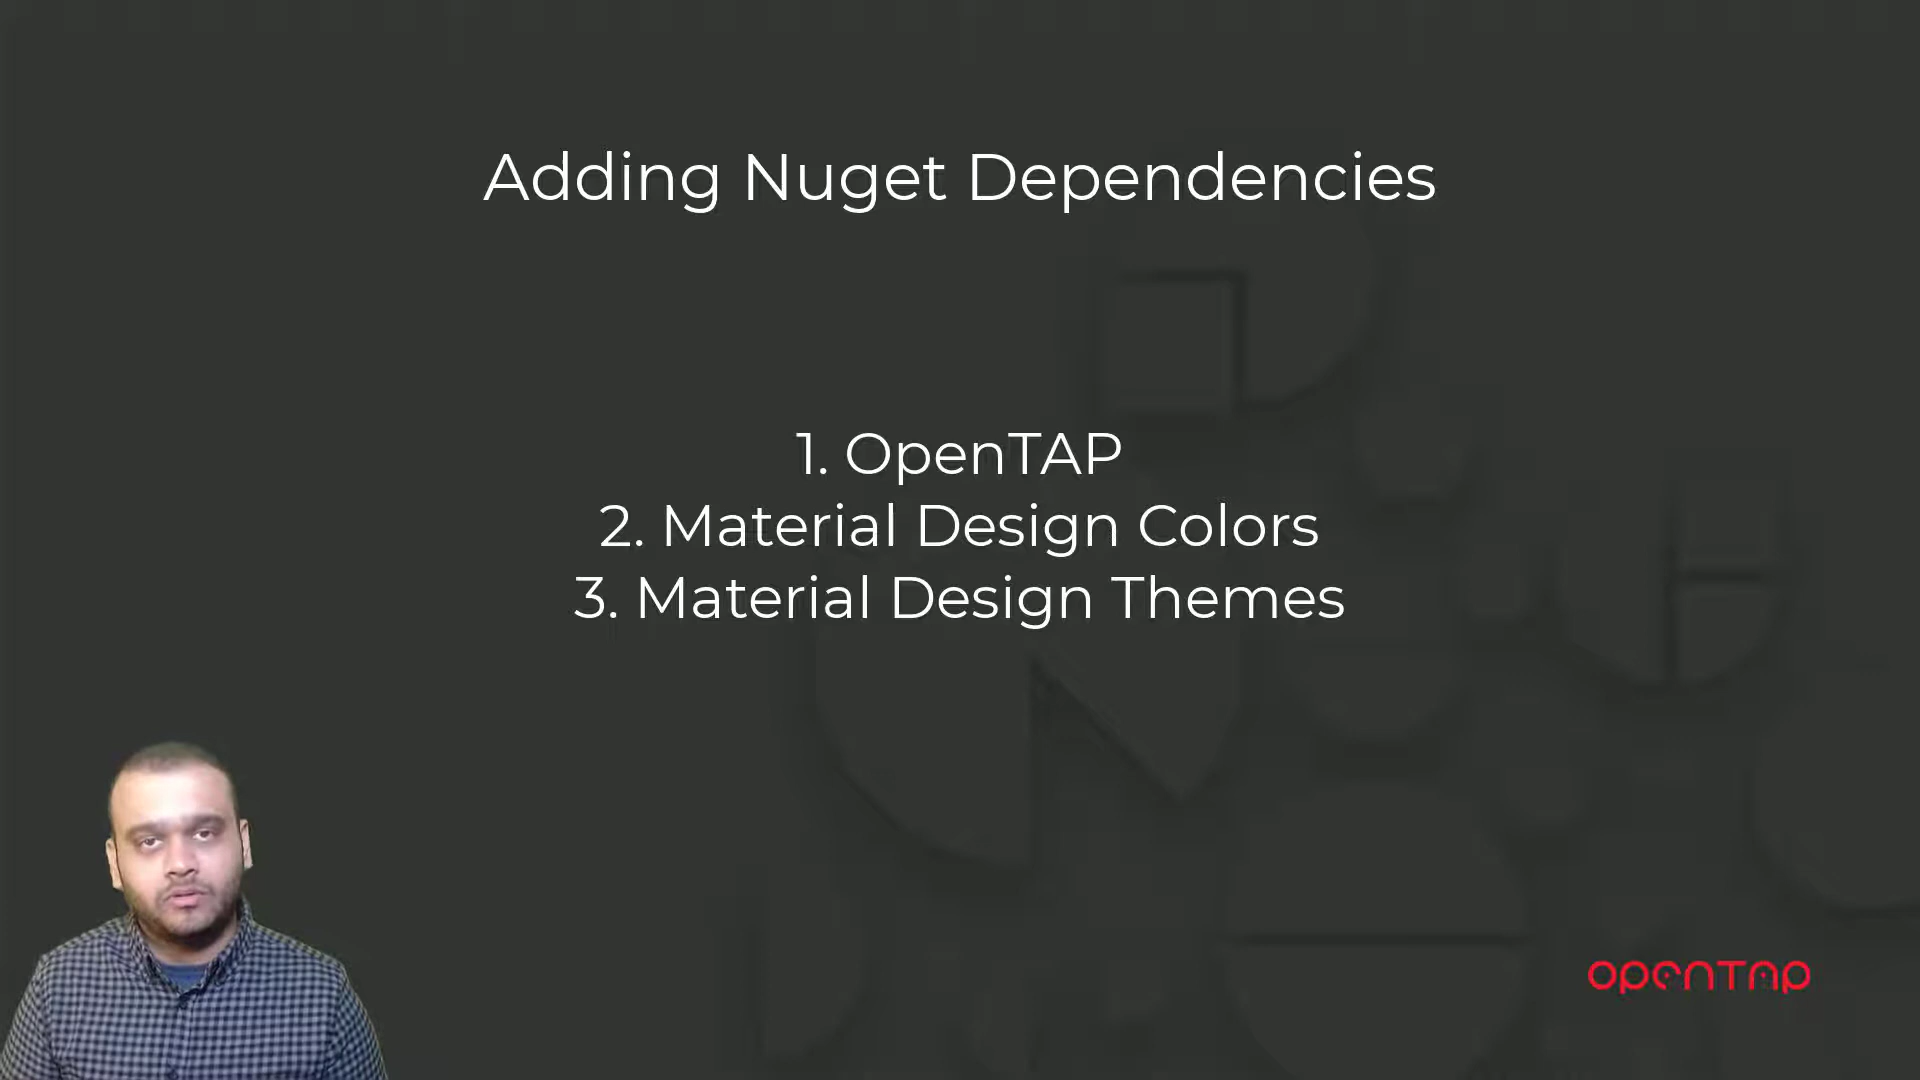 Adding Nuget Dependencies
1. OpenTAP
2. Material Design Colors
3. Material Design Themes
OpenTAP